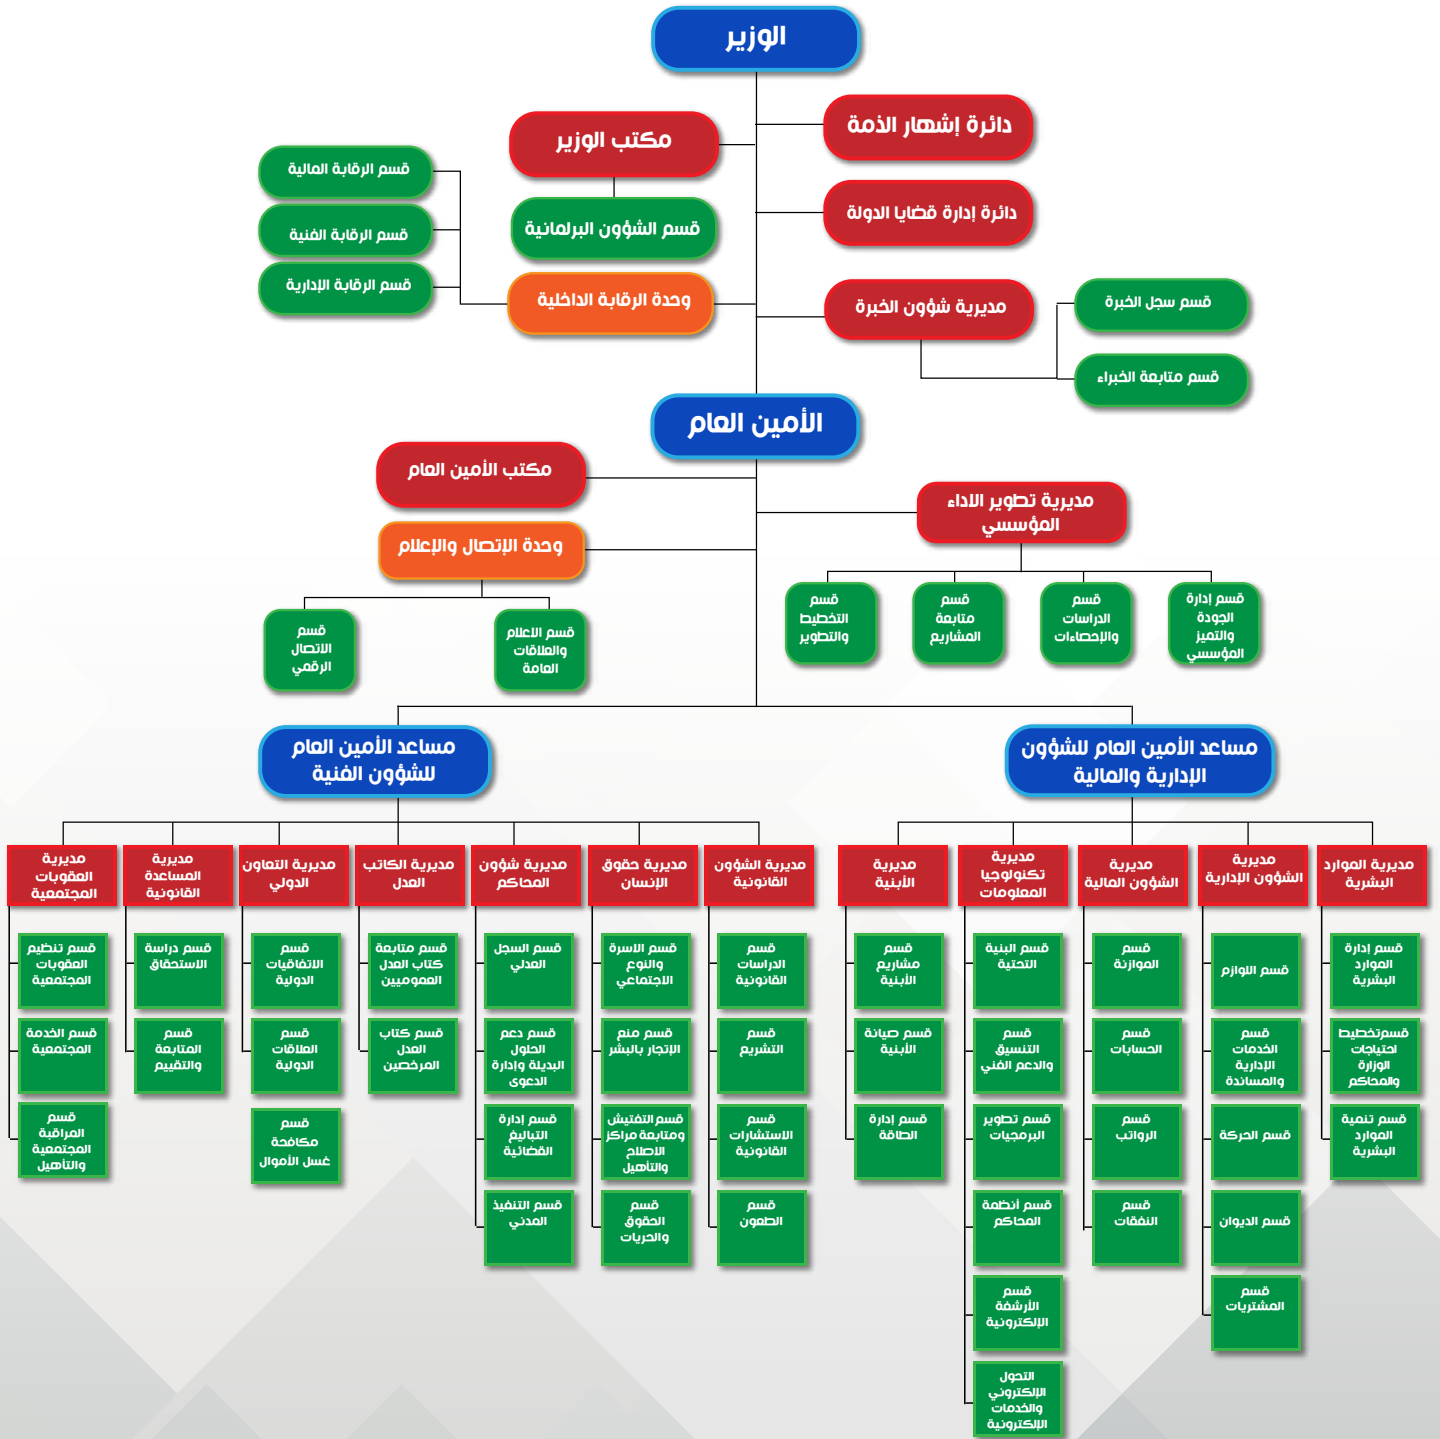 الوزير
دائرة إشهار الذمة
مكتب الوزير
قسم الرقابة المالية
قسم الشؤون البرلمانية
دائرة إدارة قضايا الدولة
قسم الرقابة الفنية
قسم الرقابة الإدارية
وحدة الرقابة الداخلية
مديرية شؤون الخبرة
قسم سجل الخبرة
قسم متابعة الخبراء
الأمين العام
مكتب الأمين العام
مديرية تطوير الاداء
المؤسسي
وحدة الإتصال والإعلام
قسم إدارة
الجودة
والتميز
المؤسسي
قسم
الدراسات
والإحصاءات
قسم
متابعة
المشاريع
قسم
التخطيط
والتطوير
قسم الاعلام
والعلاقات
العامة
قسم
الاتصال
الرقمي
مساعد الأمين العام للشؤون
الإدارية والمالية
مساعد الأمين العام
للشؤون الفنية
مديرية الموارد
البشرية
قسم إدارة
الموارد
البشرية
قسم تخطيط
احتياجات
الوزارة
والمحاكم
قسم تنمية
الموارد
البشرية
مديرية
الشؤون الإدارية
قسم اللوازم
قسم
الخدمات
الإدارية
والمساندة
قسم الحركة
قسم الديوان
قسم
المشتريات
مديرية
الشؤون المالية
قسم
الموازنة
قسم
الحسابات
قسم
الرواتب
قسم
النفقات
مديرية
تكنولوجيا
المعلومات
قسم البنية
التحتية
قسم
التنسيق
والدعم الفني
قسم تطوير
البرمجيات
قسم أنظمة
المحاكم
قسم
الأرشفة
الإلكترونية
التحول
الإلكتروني
والخدمات
الإلكترونية
مديرية
الأبنية
قسم
مشاريع
الأبنية
قسم صيانة
الأبنية
قسم إدارة
الطاقة
مديرية الشؤون
القانونية
قسم
الدراسات
القانونية
قسم
التشريع
قسم
الاستشارات
القانونية
قسم
الطعون
مديرية حقوق
الإنسان
قسم الاسرة
والنوع
الاجتماعي
قسم منع
الإتجار بالبشر
قسم التفتيش
ومتابعة مراكز
الاصلاح
والتأهيل
قسم
الحقوق
والحريات
مديرية شؤون
المحاكم
قسم السجل
العدلي
قسم دعم
الحلول
البديلة وإدارة
الدعوى
قسم إدارة
التباليغ
القضائية
قسم التنفيذ
المدني
مديرية الكاتب
العدل
قسم متابعة
كتاب العدل
العموميين
قسم كتاب
العدل
المرخصين
مديرية التعاون
الدولي
قسم
الاتفاقيات
الدولية
قسم
العلاقات
الدولية
قسم
مكافحة
غسل الأموال
مديرية
المساعدة
القانونية
قسم دراسة
الاستحقاق
قسم
المتابعة
والتقييم
مديرية
العقوبات
المجتمعية
قسم تنظيم
العقوبات
المجتمعية
قسم الخدمة
المجتمعية
قسم
المراقبة
المجتمعية
والتأهيل